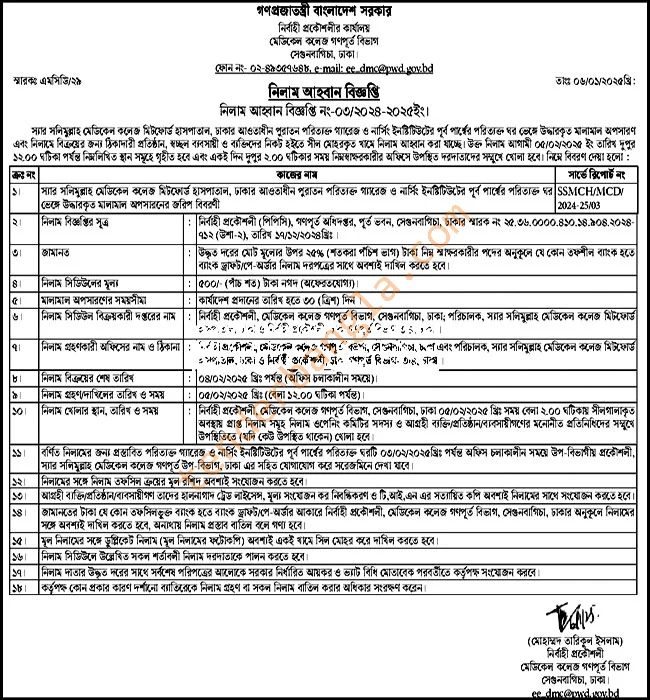 গণপ্রজাতন্ত্রী বাংলাদেশ সরকার
নির্বাহী প্রকৌশলীর কার্যালয়
মেডিকেল কলেজ গণপূর্ত বিভাগ
সেগুনবাগিচা, ঢাকা।
ফোন নং- ০২-৪৯৩৫৭৬৪৮, e-mail: ee_dmc@pwd.gov.bd
স্মারকঃ এমসিডি/২৯ তাঃ ০৬/০১/২০২৫খ্রি:
নিলাম আহবান বিজ্ঞপ্তি
নিলাম আহবান বিজ্ঞপ্তি নং-০৩/২০২৪-২০২৫ইং।
স্যার সলিমুল্লাহ মেডিকেল কলেজ মিটফোর্ড হাসপাতাল, ঢাকার আওতাধীন পুরাতন পরিত্যক্ত গ্যারেজ ও নার্সিং ইনষ্টিটিউটের পূর্ব পার্শ্বের পরিত্যক্ত ঘর ভেঙ্গে উদ্ধারকৃত মালামাল অপসারণ
এবং নিলামে বিক্রয়ের জন্য ঠিকাদারী প্রতিষ্ঠান, স্বচ্ছল ব্যবসায়ী ও ব্যক্তিদের নিকট হইতে সীল মোহরকৃত খামে নিলাম আহবান করা যাচ্ছে। উক্ত নিলাম আগামী ০৫/০২/২০২৫ ইং তারিখ দুপুর
১২.০০ ঘটিকা পর্যন্ত নিম্নলিখিত স্থান সমূহে গৃহীত হবে এবং একই দিন দুপুর ২.০০ ঘটিকার সময় নিম্নস্বাক্ষরকারীর অফিসে উপস্থিত দরদাতাদের সম্মুখে খোলা হবে। নিম্নে বিবরণ দেয়া হলো :
ক্রঃ নং কাজের নাম সার্ভে রিপোর্ট নং
১। স্যার সলিমুল্লাহ মেডিকেল কলেজ মিটফোর্ড হাসপাতাল, ঢাকার আওতাধীন পুরাতন পরিত্যক্ত গ্যারেজ ও নার্সিং ইনষ্টিটিউটের পূর্ব পার্শ্বের পরিত্যক্ত ঘর SSMCH/MCD/
ভেঙ্গে উদ্ধারকৃত মালামাল অপসারনের জরিপ বিবরণী 2024-25/03
২। নিলাম বিজ্ঞপ্তির সূত্র : নির্বাহী প্রকৌশলী (পিপিসি), গণপূর্ত অধিদপ্তর, পূর্ত ভবন, সেগুনবাগিচা, ঢাকার স্মারক নং ২৫.৩৬.০০০০.৪১০.১৪.৯০৪.২০২৪-
৭১২ (উশা-২), তারিখ ১৭/১২/২০২৪খ্রি:।
৩। জামানত : উদ্ধৃত দরের মোট মূল্যের উপর ২৫% (শতকরা পঁচিশ ভাগ) টাকা নিম্ন স্বাক্ষরকারীর পদের অনুকূলে যে কোন তফশীল ব্যাংক হতে
ব্যাংক ড্রাফট/পে-অর্ডার নিলাম দরপত্রের সাথে অবশ্যই দাখিল করতে হবে।
৪। নিলাম সিডিউলের মূল্য : ৫০০/- (পাঁচ শত) টাকা নগদ (অফেরতযোগ্য)।
৫। মালামাল অপসারণের সময়সীমা : কার্যাদেশ প্রদানের তারিখ হতে ৩০ (ত্রিশ) দিন।
৬। নিলাম সিডিউল বিক্রয়কারী দপ্তরের নাম : নির্বাহী প্রকৌশলী, মেডিকেল কলেজ গণপূর্ত বিভাগ, সেগুনবাগিচা, ঢাকা; পরিচালক, স্যার সলিমুল্লাহ মেডিকেল কলেজ মিটফোর্ড
৭। নিলাম গ্রহণকারী অফিসের নাম ও ঠিকানা : নির্বাহী প্রকৌশলী, মেডিকেল কলেজ গণপূর্ত বিভাগ, সেগুনবাগিচা, ঢাকা এবং পরিচালক, স্যার সলিমুল্লাহ মেডিকেল কলেজ মিটফোর্ড
৮। নিলাম বিক্রয়ের শেষ তারিখ : ০৪/০২/২০২৫ খ্রিঃ পর্যন্ত (অফিস চলাকালীন সময়ে)।
৯। নিলাম গ্রহণ/দাখিলের তারিখ ও সময় : ০৫/০২/২০২৫ খ্রিঃ (বেলা ১২.০০ ঘটিকা পর্যন্ত)।
১০। নিলাম খোলার স্থান, তারিখ ও সময় : নির্বাহী প্রকৌশলী, মেডিকেল কলেজ গণপূর্ত বিভাগ, সেগুনবাগিচা, ঢাকা ০৫/০২/২০২৫ খ্রিঃ সময় বেলা ২.০০ ঘটিকায় সীলগালাকৃত
অবস্থায় প্রাপ্ত নিলাম সমূহ নিলাম ওপেনিং কমিটির সদস্য ও আগ্রহী ব্যক্তি/প্রতিষ্ঠান/ব্যবসায়ীগণের মনোনীত প্রতিনিধিদের সম্মুখে
উপস্থিতিতে (যদি কেউ উপস্থিত থাকেন) খোলা হবে।
১১। বর্ণিত নিলামের জন্য প্রস্তাবিত পরিত্যক্ত গ্যারেজ ও নার্সিং ইনষ্টিটিউটের পূর্ব পার্শ্বের পরিত্যক্ত ঘরটি ০৩/০২/২০২৫খ্রিঃ পর্যন্ত অফিস চলাকালীন সময়ে উপ-বিভাগীয় প্রকৌশলী,
স্যার সলিমুল্লাহ মেডিকেল কলেজ গণপূর্ত উপ-বিভাগ, ঢাকা এর সহিত যোগাযোগ করে সরেজমিনে দেখা যাবে।
১২। নিলামের সঙ্গে নিলাম তফসিল ক্রয়ের মূল রশিদ অবশ্যই সংযোজন করতে হবে।
১৩। আগ্রহী ব্যক্তি/প্রতিষ্ঠান/ব্যবসায়ীগণ তাদের হালনাগাদ ট্রেড লাইসেন্স, মূল্য সংযোজন কর নিবন্ধিকরণ ও টি,আই,এন এর সত্যায়িত কপি অবশ্যই নিলামের সাথে সংযোজন করতে হবে।
১৪। জামানতের টাকা যে কোন তফসিলভুক্ত ব্যাংক হতে ব্যাংক ড্রাফট/পে-অর্ডার আকারে নির্বাহী প্রকৌশলী, মেডিকেল কলেজ গণপূর্ত বিভাগ, সেগুনবাগিচা, ঢাকার অনুকূলে নিলামের
সঙ্গে অবশ্যই দাখিল করতে হবে, অন্যথায় নিলাম প্রস্তাব বাতিল বলে গণ্য হবে।
১৫। মূল নিলামের সঙ্গে ডুপ্লিকেট নিলাম (মূল নিলামের ফটোকপি) অবশ্যই একই খামে সিল মোহর করে দাখিল করতে হবে।
১৬। নিলাম সিডিউলে উল্লেখিত সকল শর্তাবলী নিলাম দরদাতাকে পালন করতে হবে।
১৭। নিলাম দাতার উদ্ধৃত দরের সাথে সর্বশেষ পরিপত্রের আলোকে সরকার নির্ধারিত আয়কর ও ভ্যাট বিধি মোতাবেক পরবর্তীতে কর্তৃপক্ষ সংযোজন করবে।
১৮। কর্তৃপক্ষ কোন প্রকার কারণ দর্শানো ব্যাতিরেকে নিলাম গ্রহণ বা সকল নিলাম বাতিল করার অধিকার সংরক্ষণ করেন।
(মোহাম্মদ তারিকুল ইসলাম)
নির্বাহী প্রকৌশলী
মেডিকেল কলেজ গণপূর্ত বিভাগ
সেগুনবাগিচা, ঢাকা।
ee_dmc@pwd.gov.bd